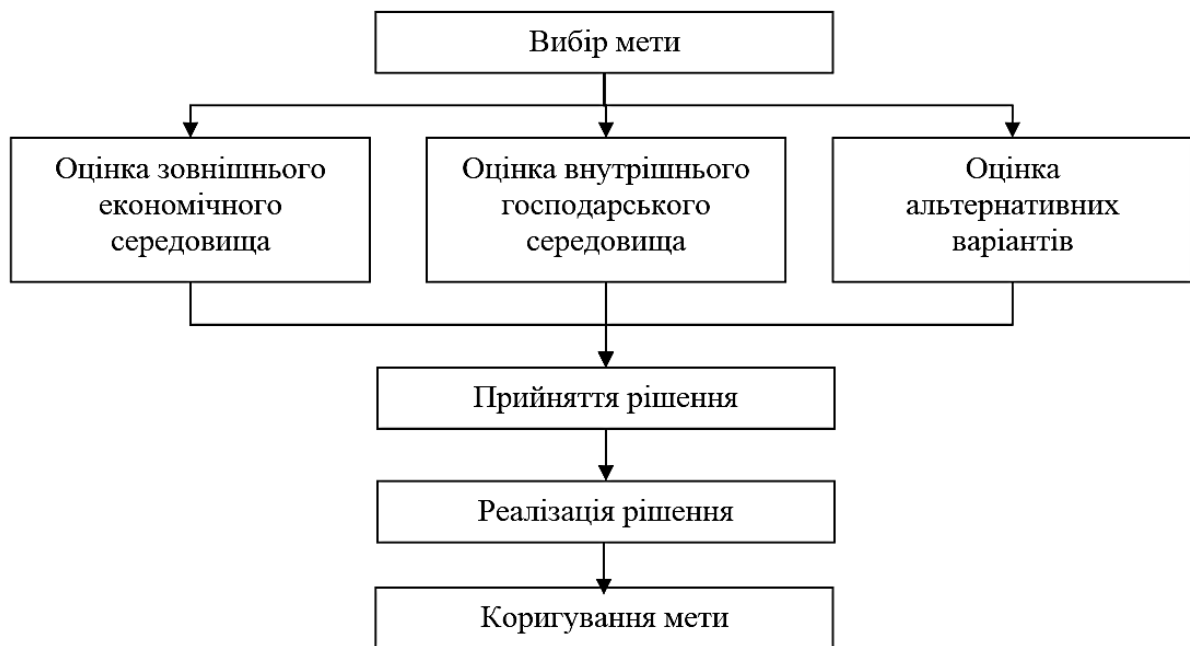 Вибір мети
Оцінка зовнішнього
економічного
середовища
Оцінка внутрішнього
господарського
середовища
Оцінка
альтернативних
варіантів
Прийняття рішення
Реалізація рішення
Коригування мети